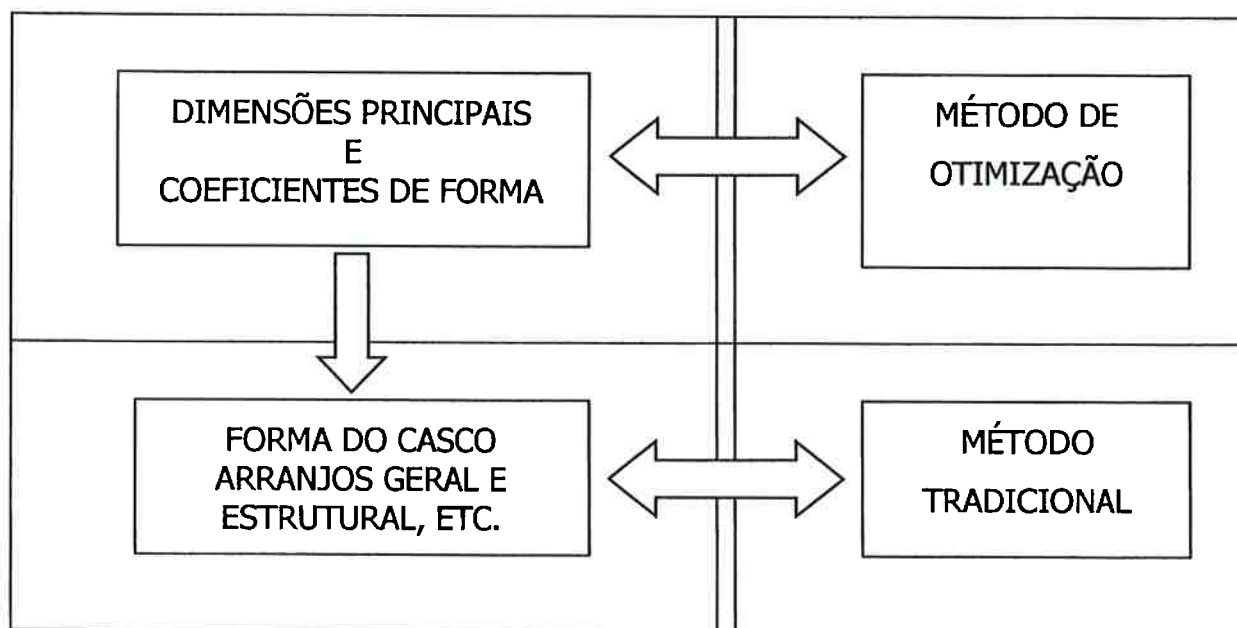 DIMENSÕES PRINCIPAIS
E
COEFICIENTES DE FORMA
MÉTODO DE
OTIMIZAÇÃO
FORMA DO CASCO
ARRANJOS GERAL E
ESTRUTURAL, ETC.
MÉTODO
TRADICIONAL